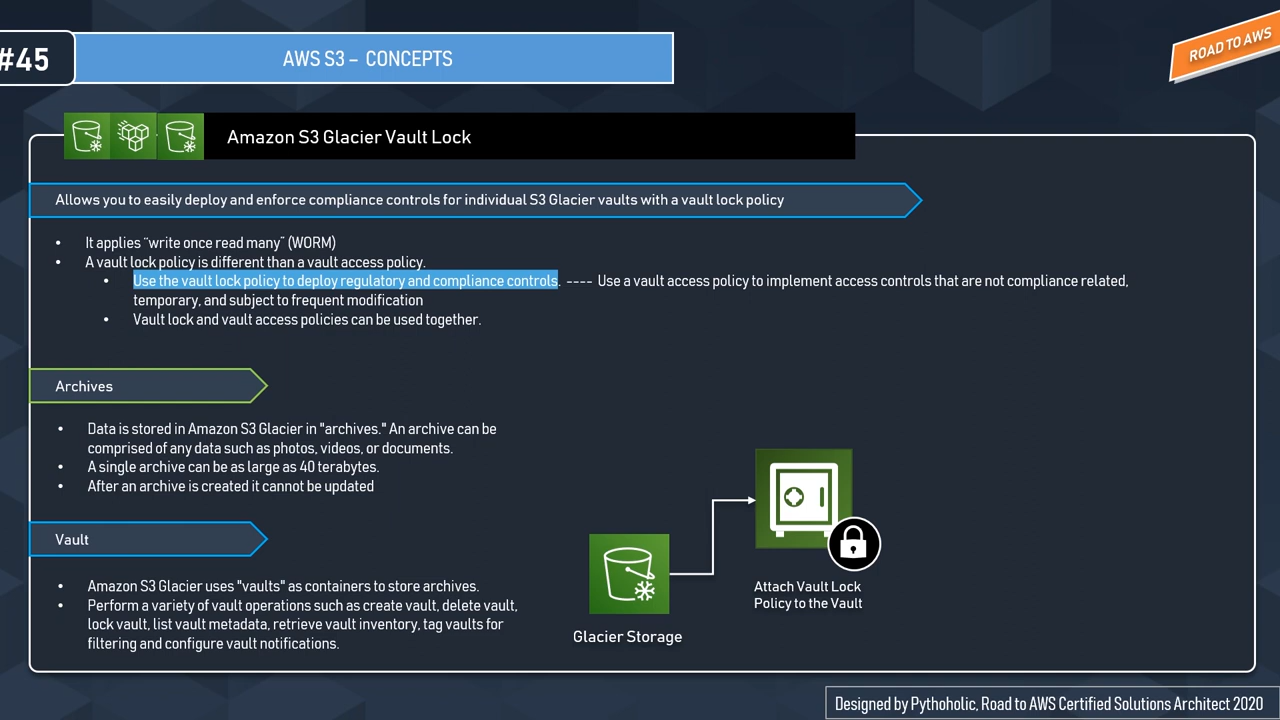 #45
AWS S3 – CONCEPTS
ROAD TO AWS
Amazon S3 Glacier Vault Lock
Allows you to easily deploy and enforce compliance controls for individual S3 Glacier vaults with a vault lock policy
• It applies "write once read many" (WORM)
• A vault lock policy is different than a vault access policy.
• Use the vault lock policy to deploy regulatory and compliance controls. ---- Use a vault access policy to implement access controls that are not compliance related,
temporary, and subject to frequent modification
• Vault lock and vault access policies can be used together.
Archives
• Data is stored in Amazon S3 Glacier in "archives." An archive can be
comprised of any data such as photos, videos, or documents.
• A single archive can be as large as 40 terabytes.
• After an archive is created it cannot be updated
Vault
• Amazon S3 Glacier uses "vaults" as containers to store archives.
• Perform a variety of vault operations such as create vault, delete vault,
lock vault, list vault metadata, retrieve vault inventory, tag vaults for
filtering and configure vault notifications.
Glacier Storage
Attach Vault Lock
Policy to the Vault
Designed by Pythoholic, Road to AWS Certified Solutions Architect 2020